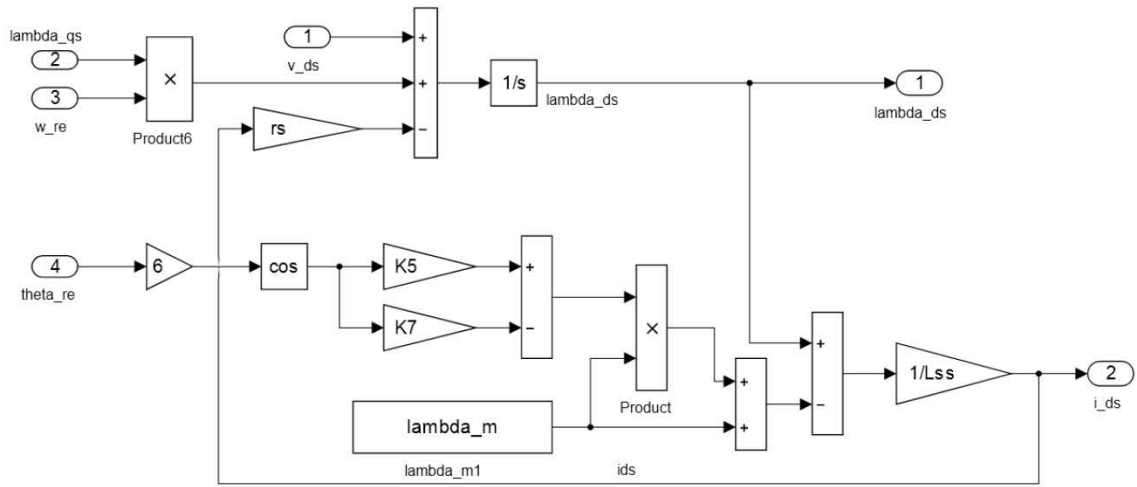 lambda_qs
2
3
w_re
×
Product6
1
v_ds
rs
+
+
−
1/s
lambda_ds
1
lambda_ds
4
theta_re
6
cos
K5
K7
+
−
×
Product
lambda_m
lambda_m1
+
+
ids
+
−
1/Lss
2
i_ds